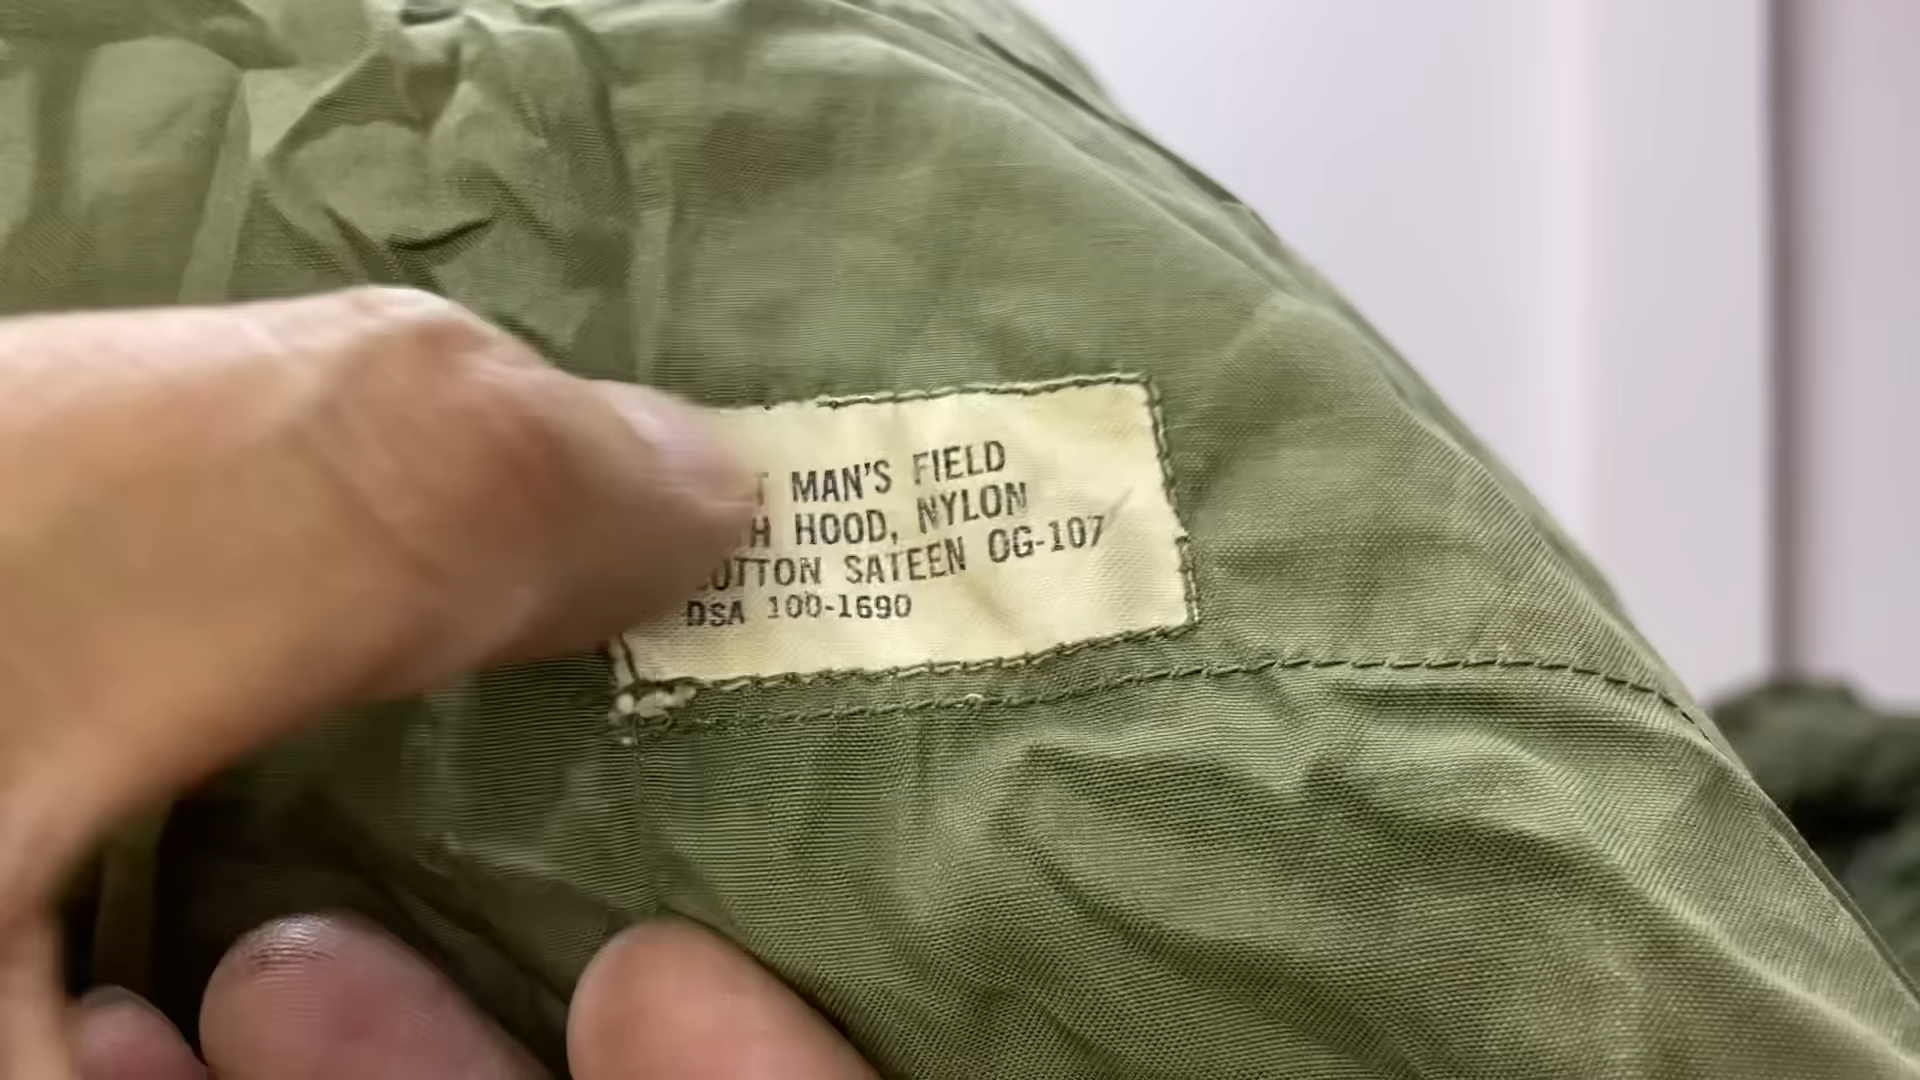 MAN'S FIELD
HOOD, NYLON
COTTON SATEEN OG-107
DSA 100-1690